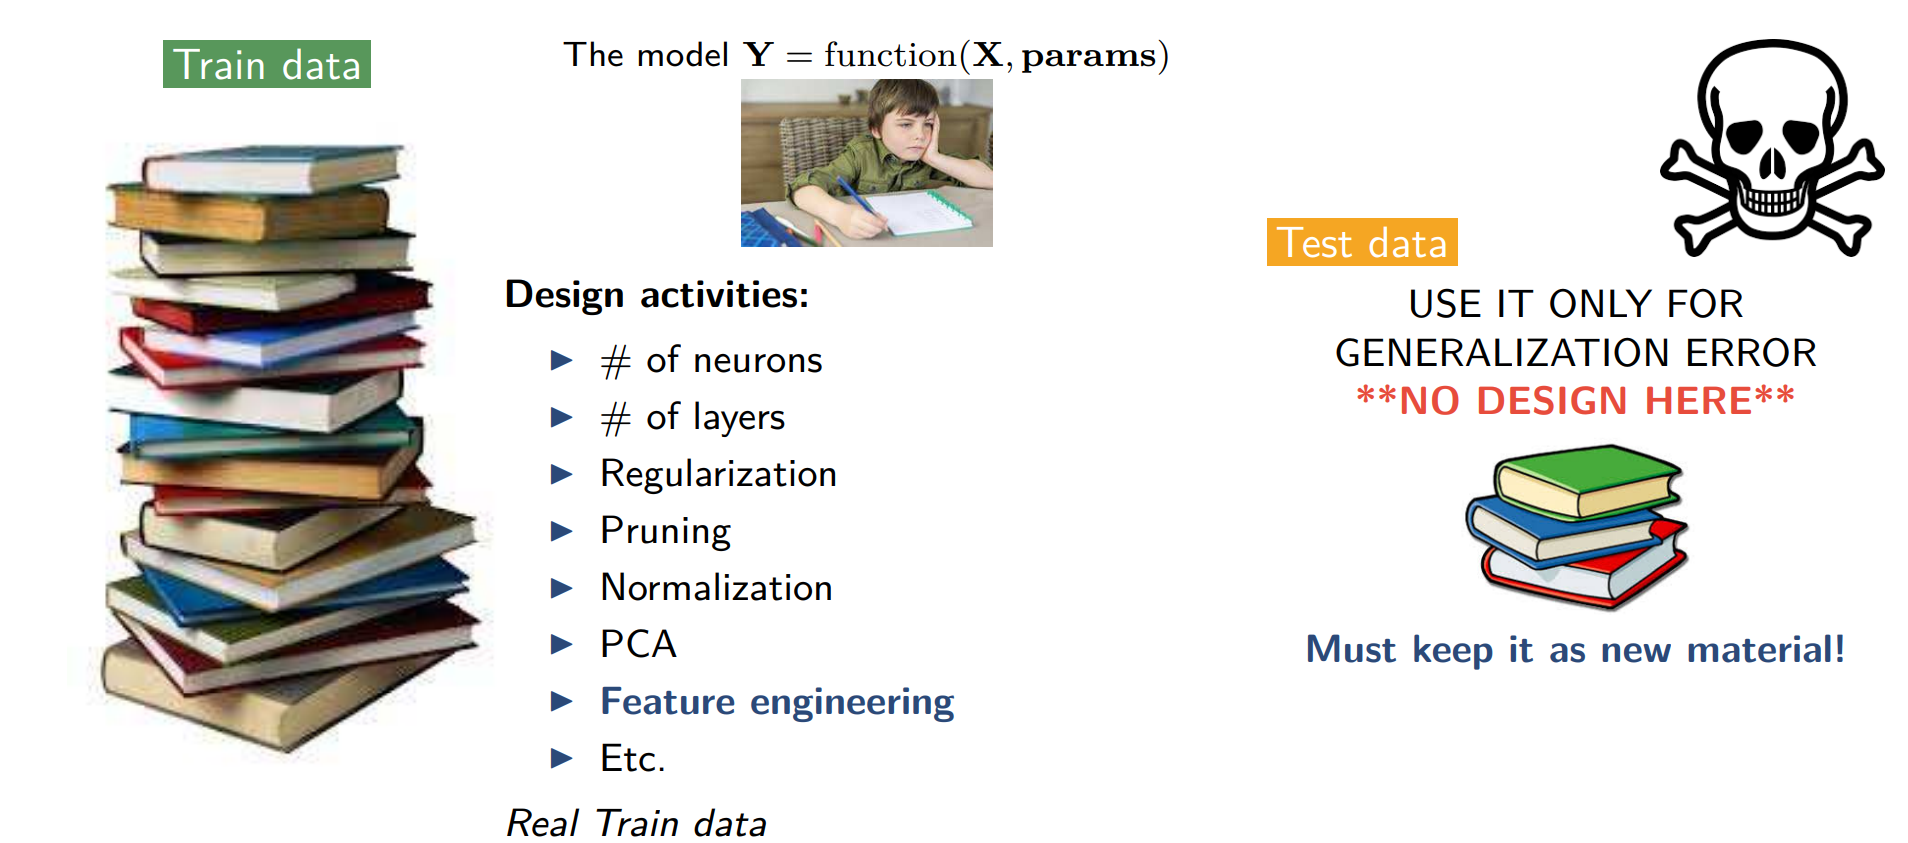 Train data
The model Y = function(X, params)
Design activities:
# of neurons
# of layers
Regularization
Pruning
Normalization
PCA
Feature engineering
Etc.
Real Train data
Test data
USE IT ONLY FOR
GENERALIZATION ERROR
**NO DESIGN HERE**
Must keep it as new material!